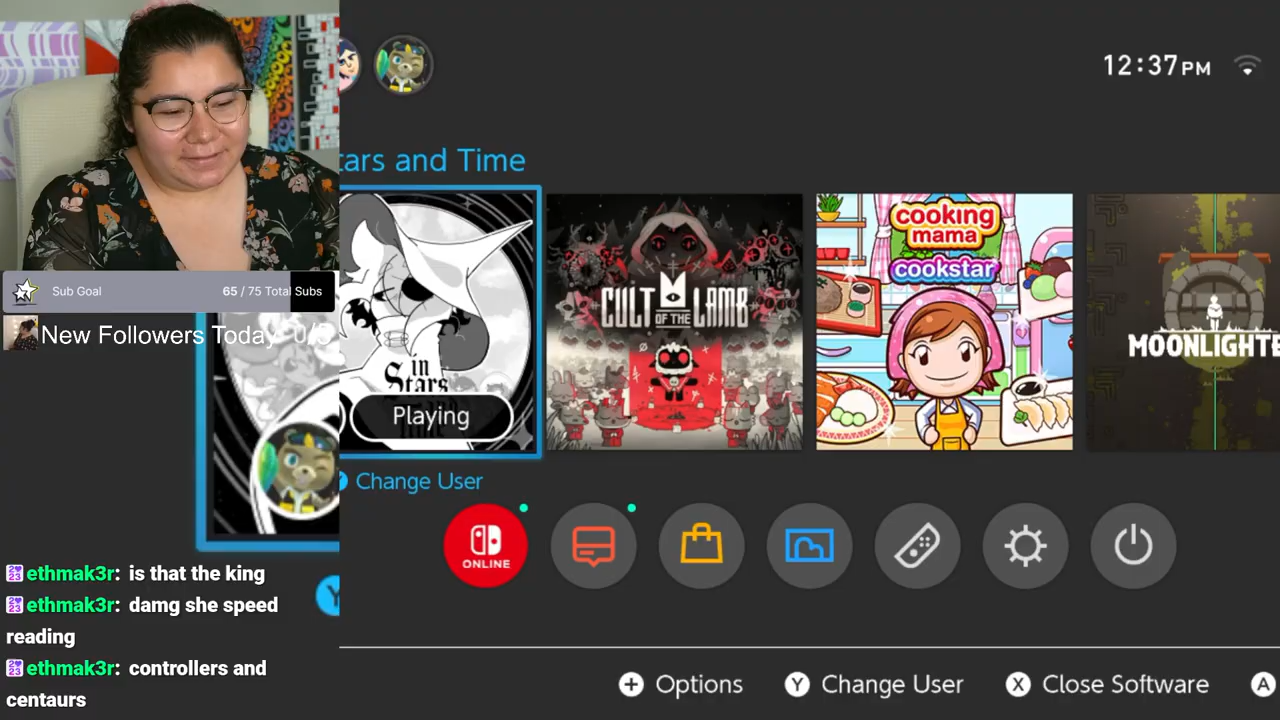 12:37 PM
tars and Time
Sub Goal
65 / 75 Total Subs
New Followers Today
in
Stars
Playing
CULT
OF THE
LAMB
cooking
mama
cookstar
MOONLIGHTE
Change User
ONLINE
Y
ethmak3r: is that the king
ethmak3r: damg she speed
reading
ethmak3r: controllers and
centaurs
+ Options
Y Change User
X Close Software
A